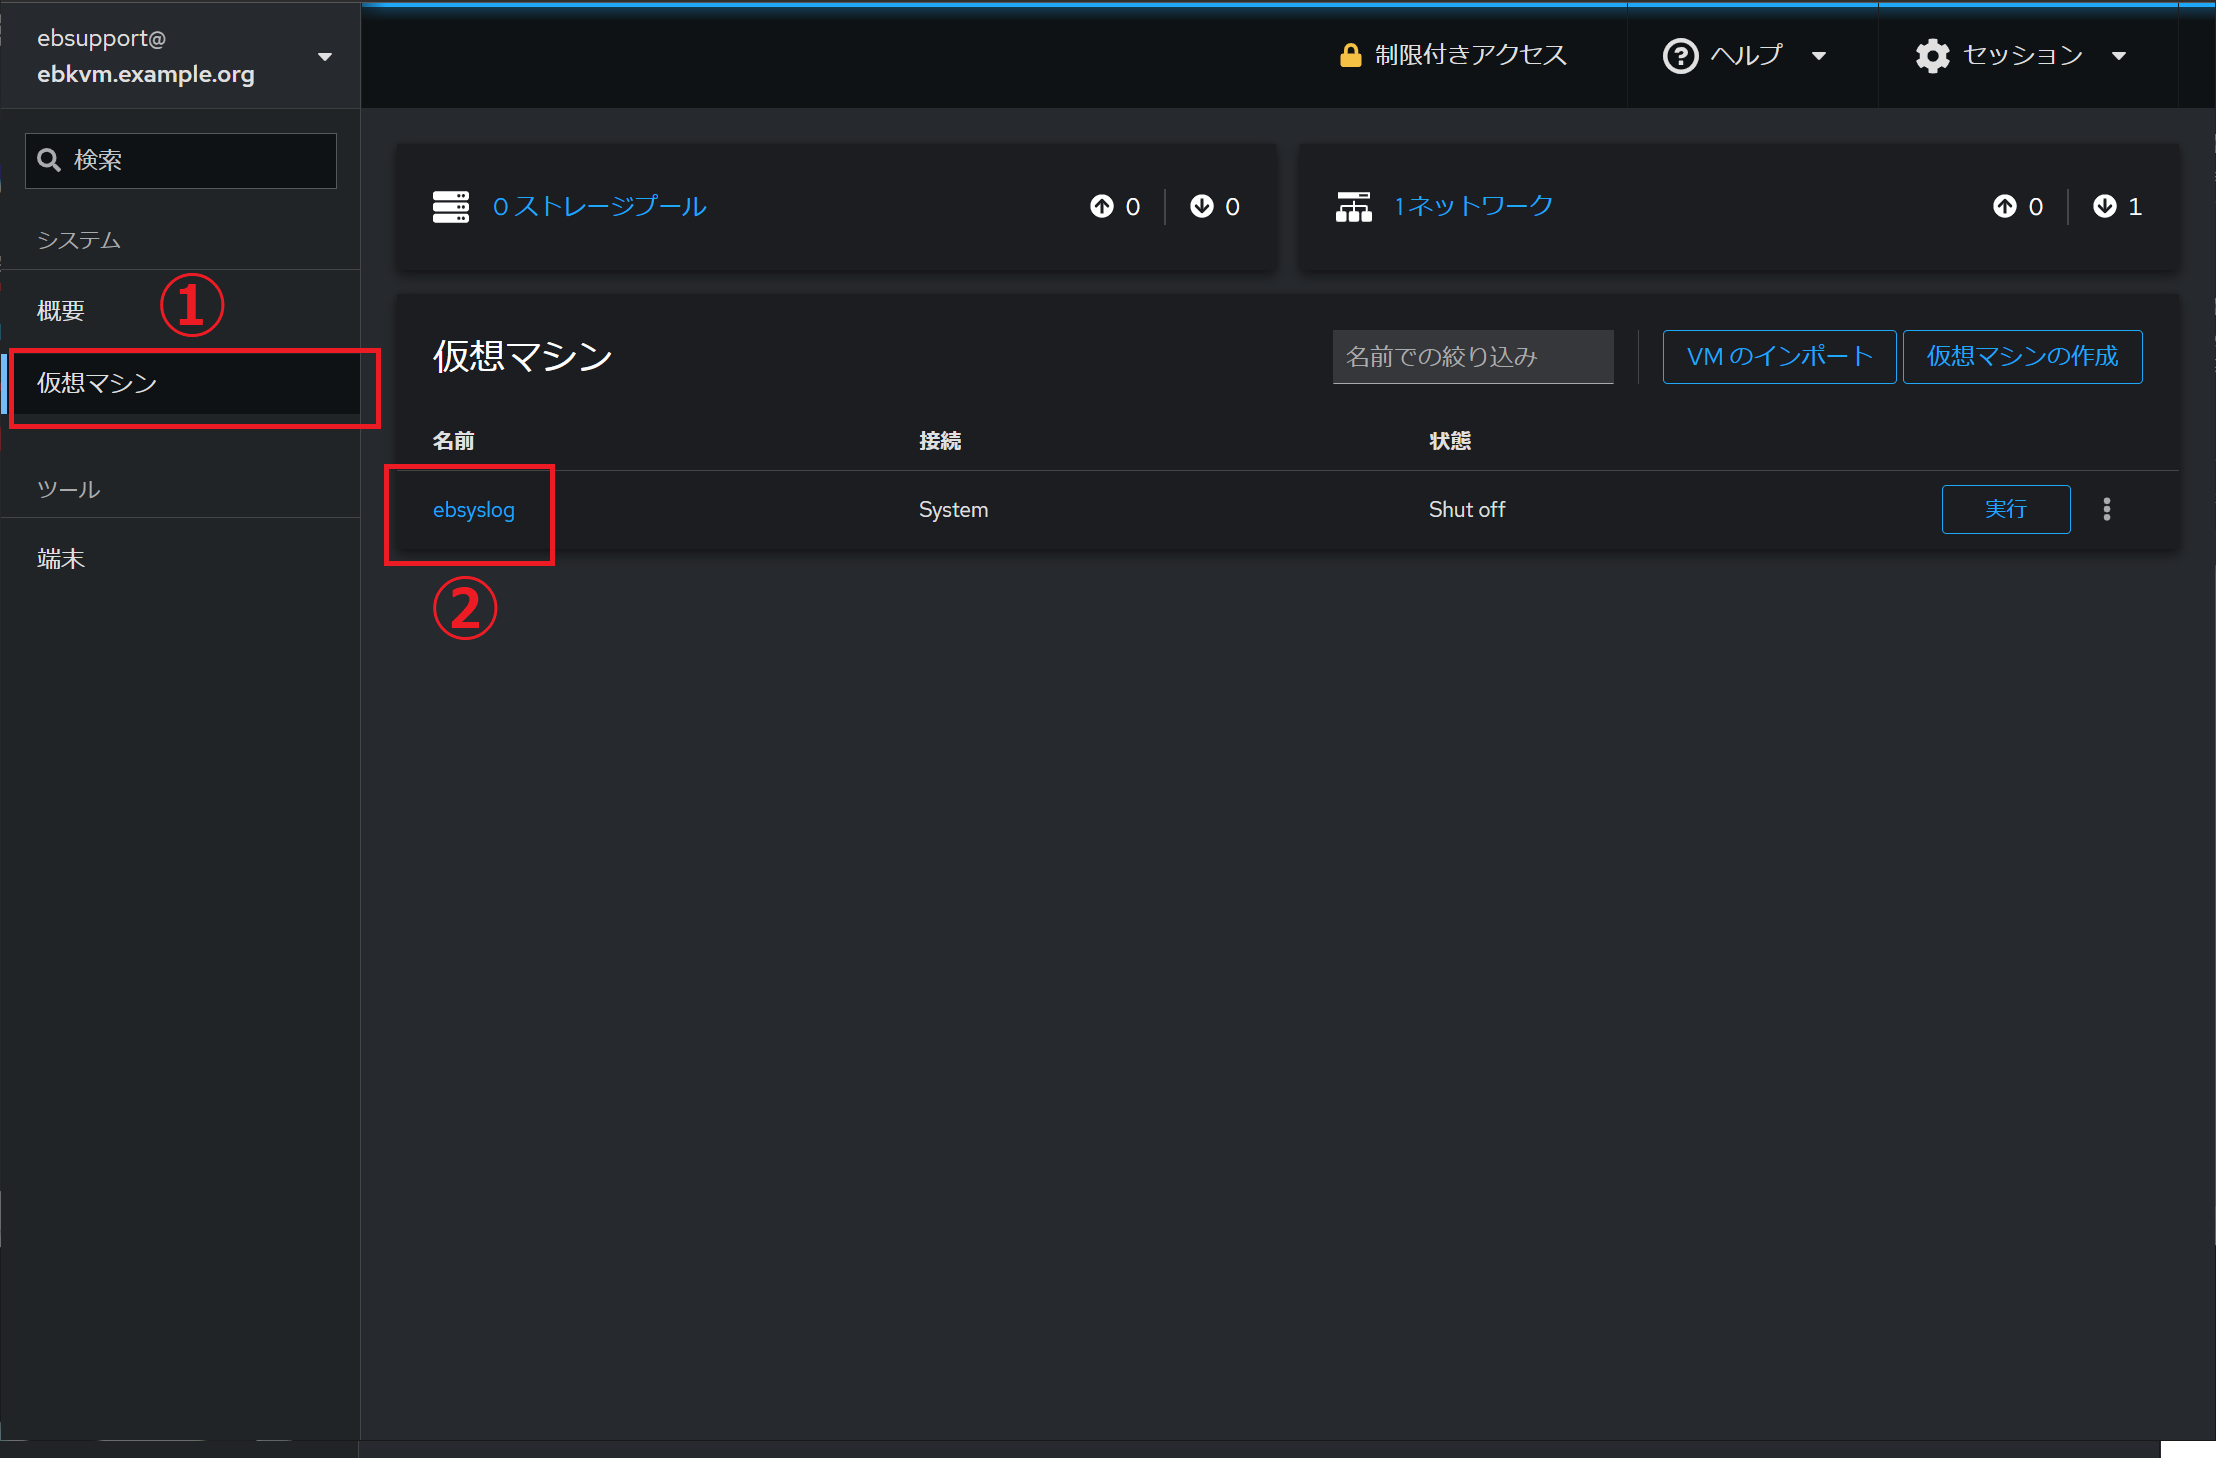 ebsupport@
ebkvm.example.org
制限付きアクセス
ヘルプ
セッション
検索
システム
概要
①
仮想マシン
ツール
端末
0 ストレージプール
0
0
1 ネットワーク
0
1
仮想マシン
名前での絞り込み
VM のインポート
仮想マシンの作成
名前 接続 状態
ebsyslog System Shut off 実行
②